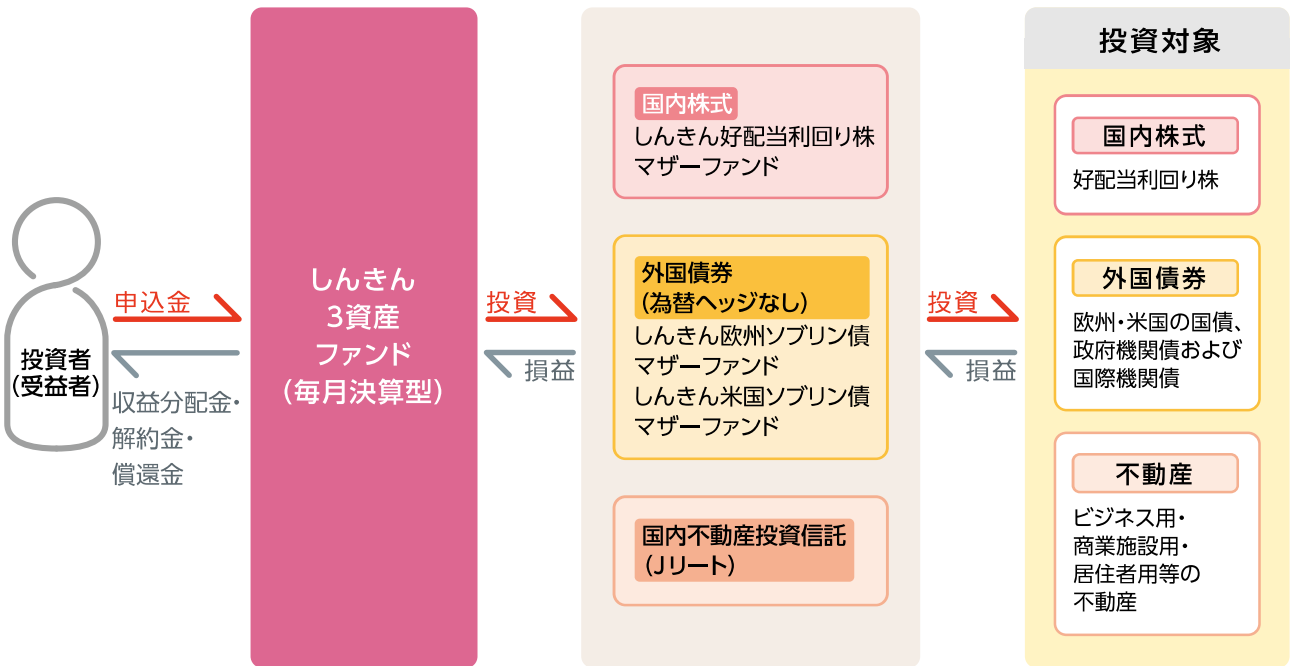 投資者
(受益者)
申込金
収益分配金・
解約金・
償還金
しんきん
3資産
ファンド
(毎月決算型)
投資
損益
国内株式
しんきん好配当利回り株
マザーファンド
外国債券
(為替ヘッジなし)
しんきん欧州ソブリン債
マザーファンド
しんきん米国ソブリン債
マザーファンド
国内不動産投資信託
(Jリート)
投資
損益
投資対象
国内株式
好配当利回り株
外国債券
欧州・米国の国債、
政府機関債および
国際機関債
不動産
ビジネス用・
商業施設用・
居住者用等の
不動産